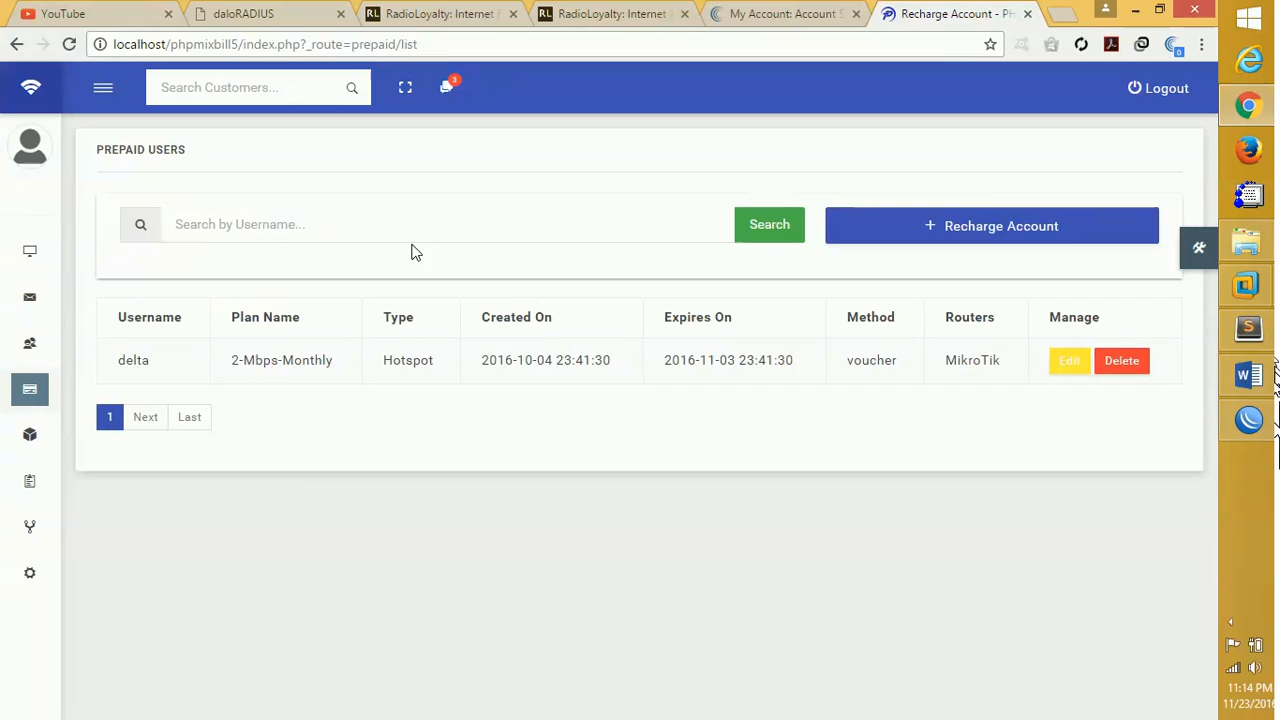 YouTube
daloRADIUS
RadioLoyalty: Internet
RadioLoyalty: Internet
My Account: Account S
Recharge Account - PH
localhost/phpmixbill5/index.php?_route=prepaid/list
0
Search Customers...
3
Logout
PREPAID USERS
Search by Username...
Search
+ Recharge Account
Username Plan Name Type Created On Expires On Method Routers Manage
delta 2-Mbps-Monthly Hotspot 2016-10-04 23:41:30 2016-11-03 23:41:30 voucher MikroTik Edit Delete
1 Next Last
11:14 PM
11/23/2016